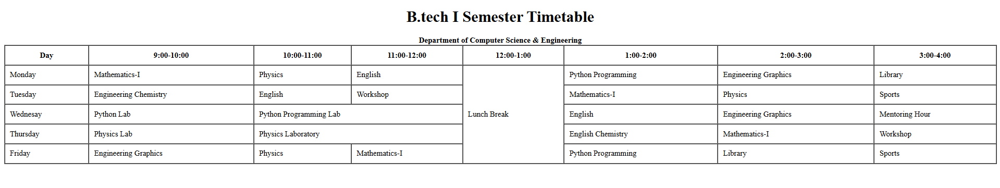 B.tech I Semester Timetable
Department of Computer Science & Engineering
Day 9:00-10:00 10:00-11:00 11:00-12:00 12:00-1:00 1:00-2:00 2:00-3:00 3:00-4:00
Monday Mathematics-I Physics English Python Programming Engineering Graphics Library
Tuesday Engineering Chemistry English Workshop Mathematics-I Physics Sports
Wednesay Python Lab Python Programming Lab Lunch Break English Engineering Graphics Mentoring Hour
Thursday Physics Lab Physics Laboratory English Chemistry Mathematics-I Workshop
Friday Engineering Graphics Physics Mathematics-I Python Programming Library Sports